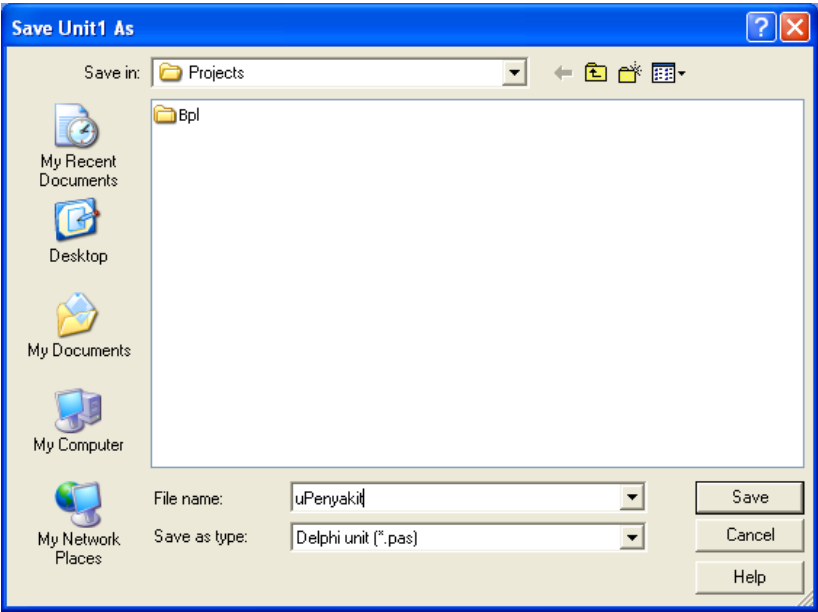 Save Unit1 As
Save in:
Projects
Bpl
My Recent
Documents
Desktop
My Documents
My Computer
My Network
Places
File name:
uPenyakit
Save
Save as type:
Delphi unit (*.pas)
Cancel
Help